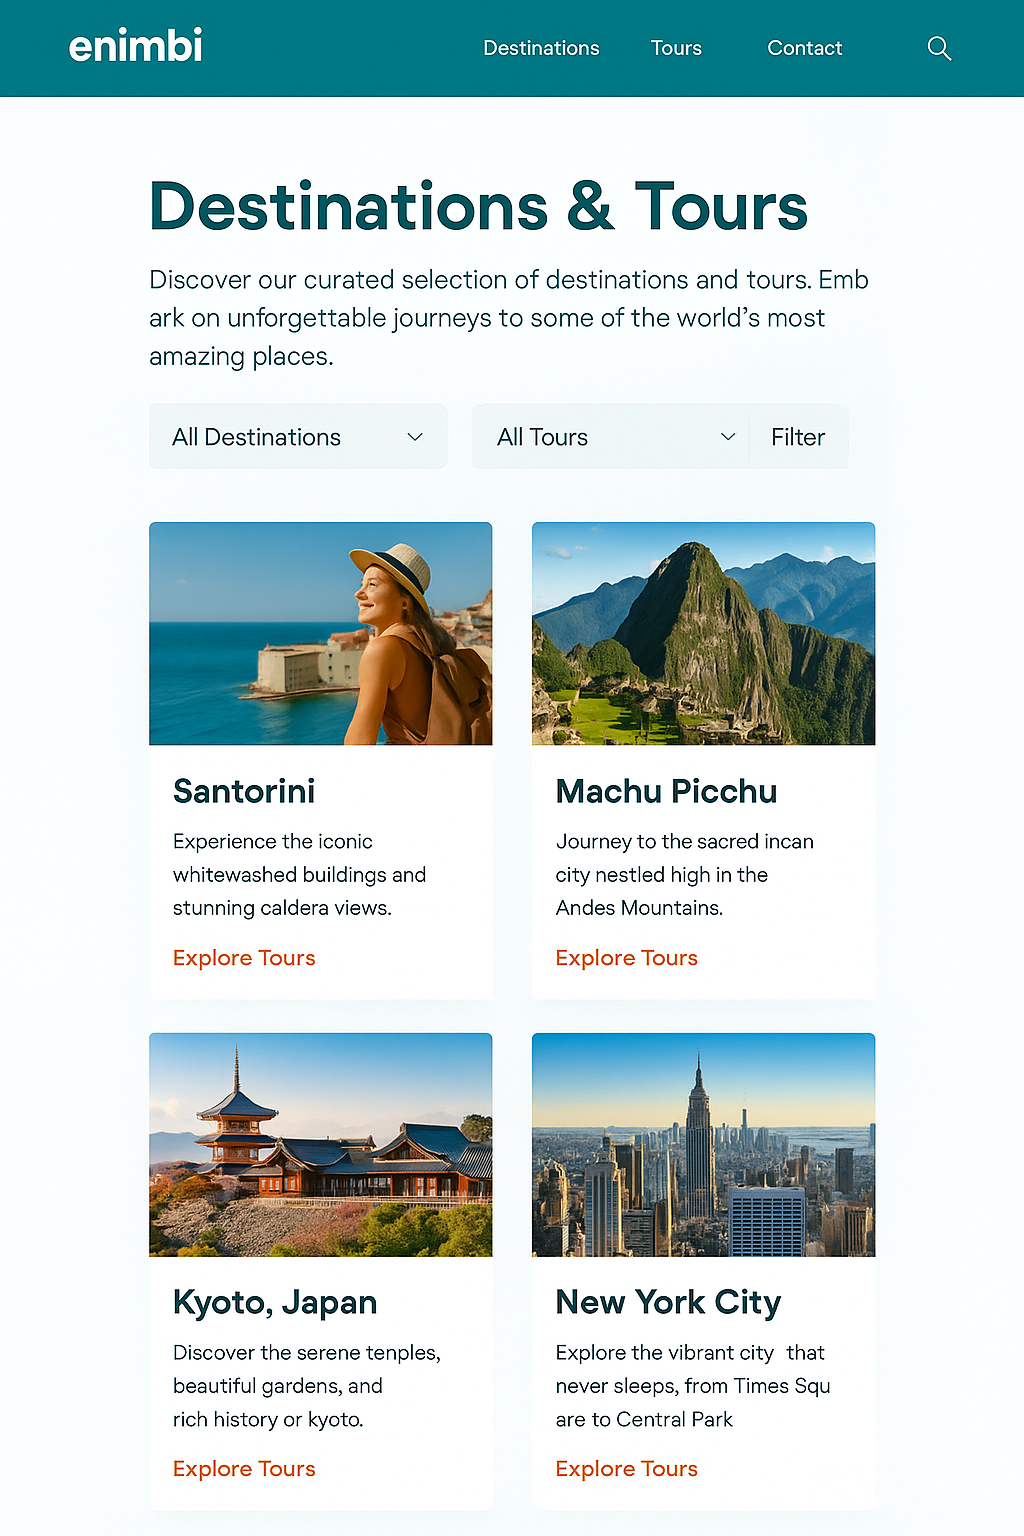 enimbi
Destinations Tours Contact
Destinations & Tours
Discover our curated selection of destinations and tours. Emb
ark on unforgettable journeys to some of the world’s most
amazing places.
All Destinations
All Tours
Filter
Santorini
Experience the iconic
whitewashed buildings and
stunning caldera views.
Explore Tours
Machu Picchu
Journey to the sacred incan
city nestled high in the
Andes Mountains.
Explore Tours
Kyoto, Japan
Discover the serene tenples,
beautiful gardens, and
rich history or kyoto.
Explore Tours
New York City
Explore the vibrant city that
never sleeps, from Times Squ
are to Central Park
Explore Tours